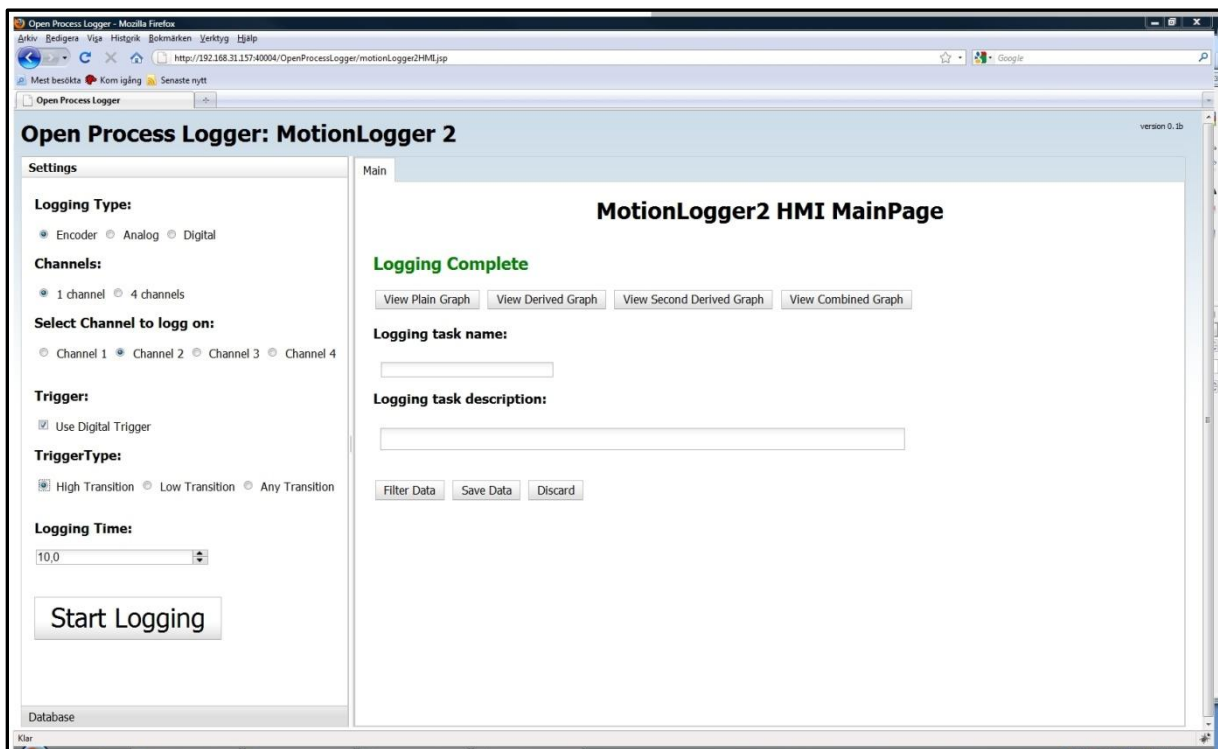 Open Process Logger - Mozilla Firefox
Arkiv Redigera Visa Historik Bokmärken Verktyg Hjälp
http://192.168.31.157:40004/OpenProcessLogger/motionLogger2HMI.jsp
Google
Mest besökta Kom igång Senaste nytt
Open Process Logger
Open Process Logger: MotionLogger 2
version 0.1b
Settings
Main
MotionLogger2 HMI MainPage
Logging Type:
Encoder Analog Digital
Logging Complete
Channels:
1 channel 4 channels
View Plain Graph View Derived Graph View Second Derived Graph View Combined Graph
Select Channel to logg on:
Logging task name:
Channel 1 Channel 2 Channel 3 Channel 4
Trigger:
Logging task description:
Use Digital Trigger
TriggerType:
High Transition Low Transition Any Transition
Filter Data Save Data Discard
Logging Time:
10,0
Start Logging
Database
Klar